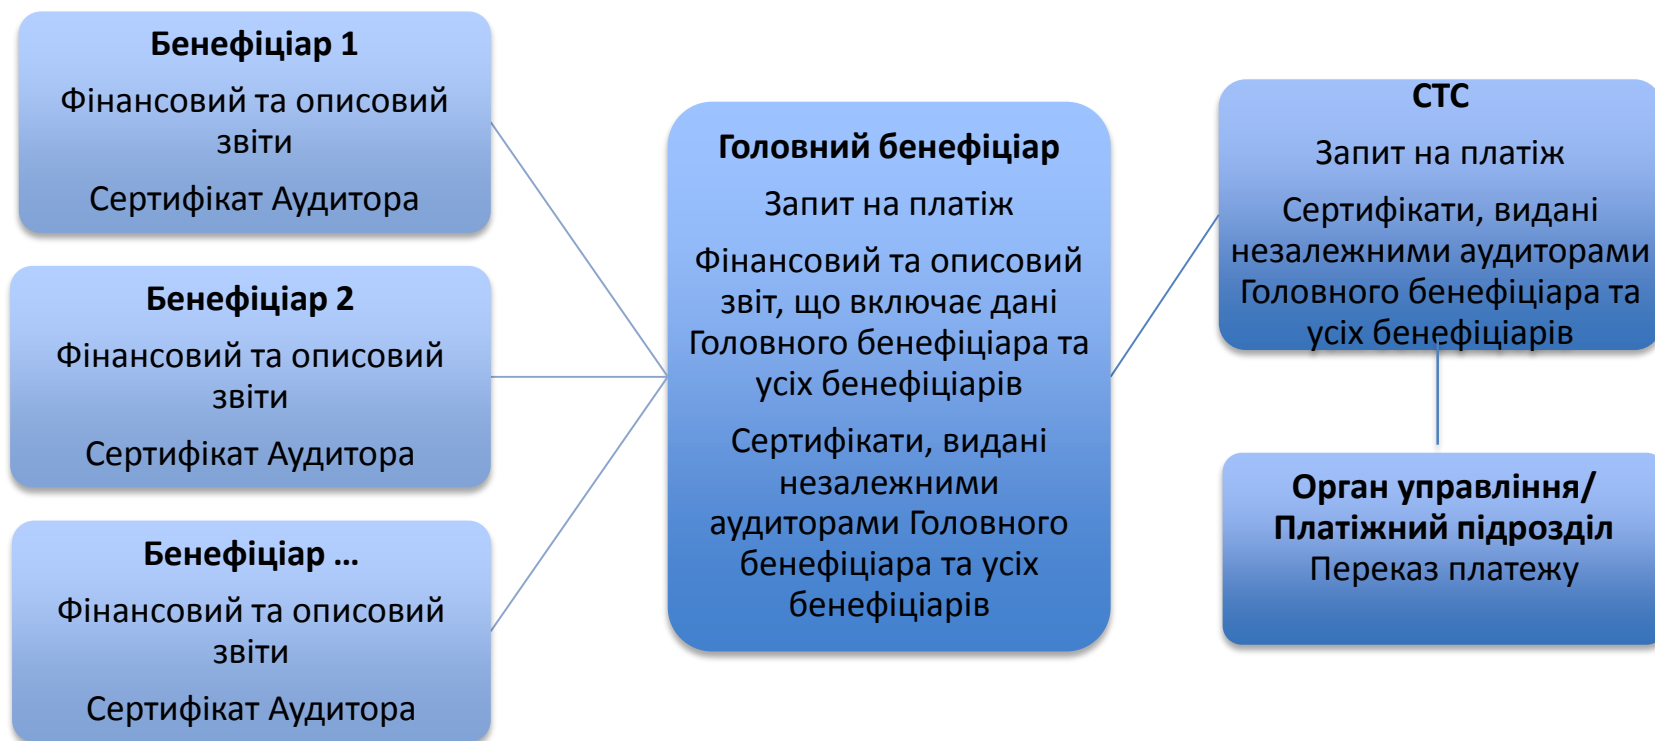 Бенефіціар 1
Фінансовий та описовий
звіти
Сертифікат Аудитора
Бенефіціар 2
Фінансовий та описовий
звіти
Сертифікат Аудитора
Бенефіціар ...
Фінансовий та описовий
звіти
Сертифікат Аудитора
Головний бенефіціар
Запит на платіж
Фінансовий та описовий
звіт, що включає дані
Головного бенефіціара та
усіх бенефіціарів
Сертифікати, видані
незалежними
аудиторами Головного
бенефіціара та усіх
бенефіціарів
СТС
Запит на платіж
Сертифікати, видані
незалежними аудиторами
Головного бенефіціара та
усіх бенефіціарів
Орган управління/
Платіжний підрозділ
Переказ платежу